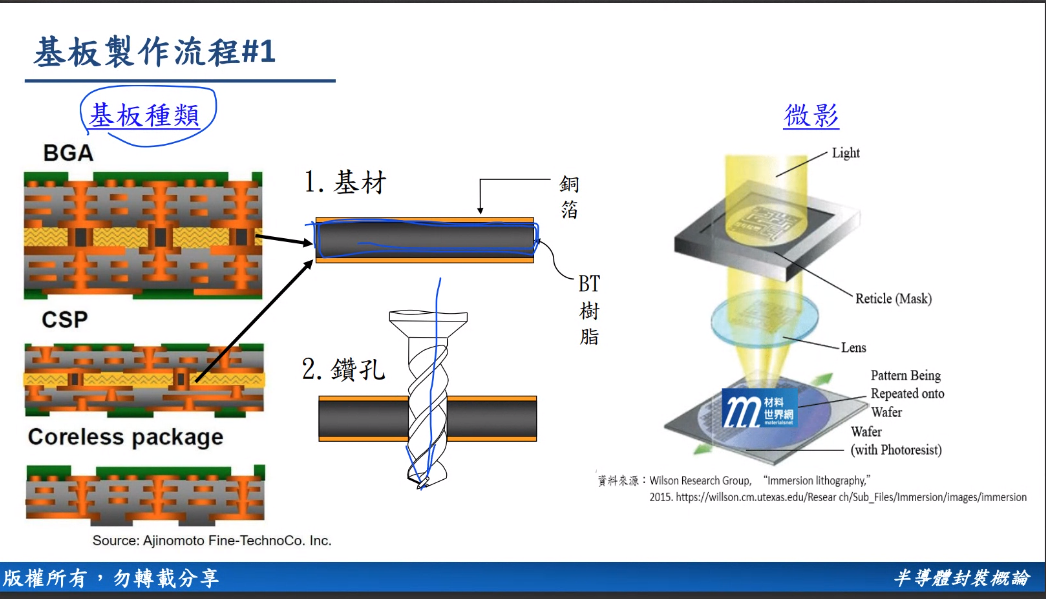 基板製作流程#1
基板種類
BGA
CSP
Coreless package
Source: Ajinomoto Fine-TechnoCo. Inc.
1.基材
銅
箔
BT
樹
脂
2.鑽孔
微影
Light
Reticle (Mask)
Lens
Pattern Being
Repeated onto
Wafer
Wafer
(with Photoresist)
m 材料
世界網
materialsnet
資料來源：Wilson Research Group, “Immersion lithography,”
2015. https://willson.cm.utexas.edu/Resear ch/Sub_Files/Immersion/images/immersion
版權所有，勿轉載分享
半導體封裝概論